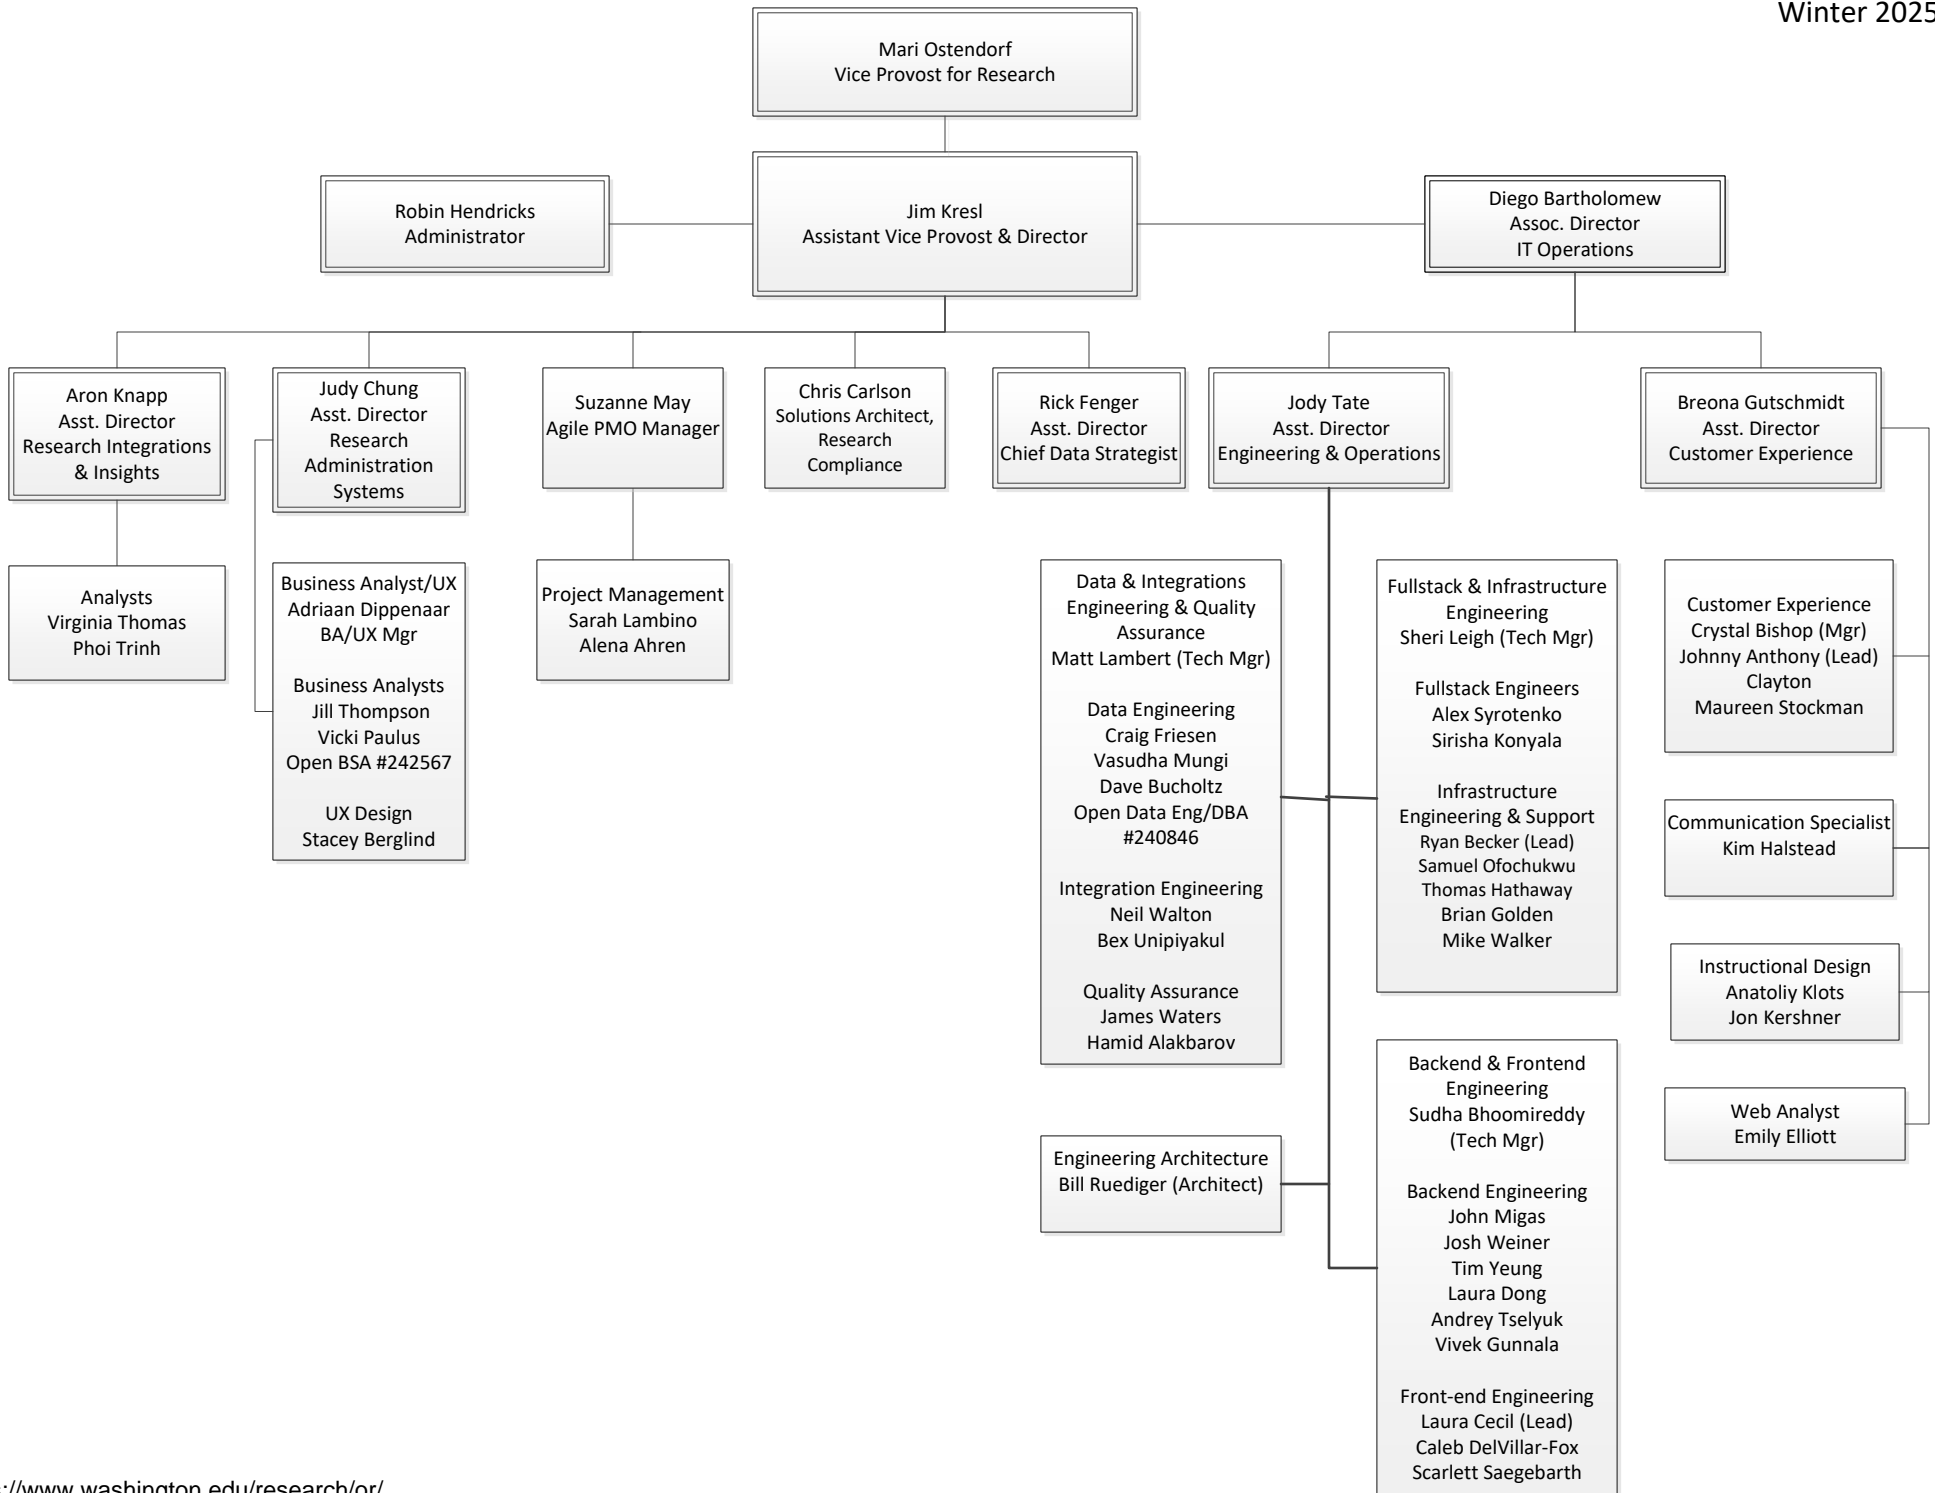 Winter 2025
Mari Ostendorf
Vice Provost for Research
Robin Hendricks
Administrator
Jim Kresl
Assistant Vice Provost & Director
Diego Bartholomew
Assoc. Director
IT Operations
Aron Knapp
Asst. Director
Research Integrations
& Insights
Judy Chung
Asst. Director
Research
Administration
Systems
Suzanne May
Agile PMO Manager
Chris Carlson
Solutions Architect,
Research
Compliance
Rick Fenger
Asst. Director
Chief Data Strategist
Jody Tate
Asst. Director
Engineering & Operations
Breona Gutschmidt
Asst. Director
Customer Experience
Analysts
Virginia Thomas
Phoi Trinh
Business Analyst/UX
Adriaan Dippenaar
BA/UX Mgr
Business Analysts
Jill Thompson
Vicki Paulus
Open BSA #242567
UX Design
Stacey Berglind
Project Management
Sarah Lambino
Alena Ahren
Data & Integrations
Engineering & Quality
Assurance
Matt Lambert (Tech Mgr)
Data Engineering
Craig Friesen
Vasudha Mungi
Dave Bucholtz
Open Data Eng/DBA
#240846
Integration Engineering
Neil Walton
Bex Unipiyakul
Quality Assurance
James Waters
Hamid Alakbarov
Engineering Architecture
Bill Ruediger (Architect)
Fullstack & Infrastructure
Engineering
Sheri Leigh (Tech Mgr)
Fullstack Engineers
Alex Syrotenko
Sirisha Konyala
Infrastructure
Engineering & Support
Ryan Becker (Lead)
Samuel Ofochukwu
Thomas Hathaway
Brian Golden
Mike Walker
Backend & Frontend
Engineering
Sudha Bhoomireddy
(Tech Mgr)
Backend Engineering
John Migas
Josh Weiner
Tim Yeung
Laura Dong
Andrey Tselyuk
Vivek Gunnala
Front-end Engineering
Laura Cecil (Lead)
Caleb DelVillar-Fox
Scarlett Saegebarth
Customer Experience
Crystal Bishop (Mgr)
Johnny Anthony (Lead)
Clayton
Maureen Stockman
Communication Specialist
Kim Halstead
Instructional Design
Anatoliy Klots
Jon Kershner
Web Analyst
Emily Elliott
://www.washington.edu/research/or/